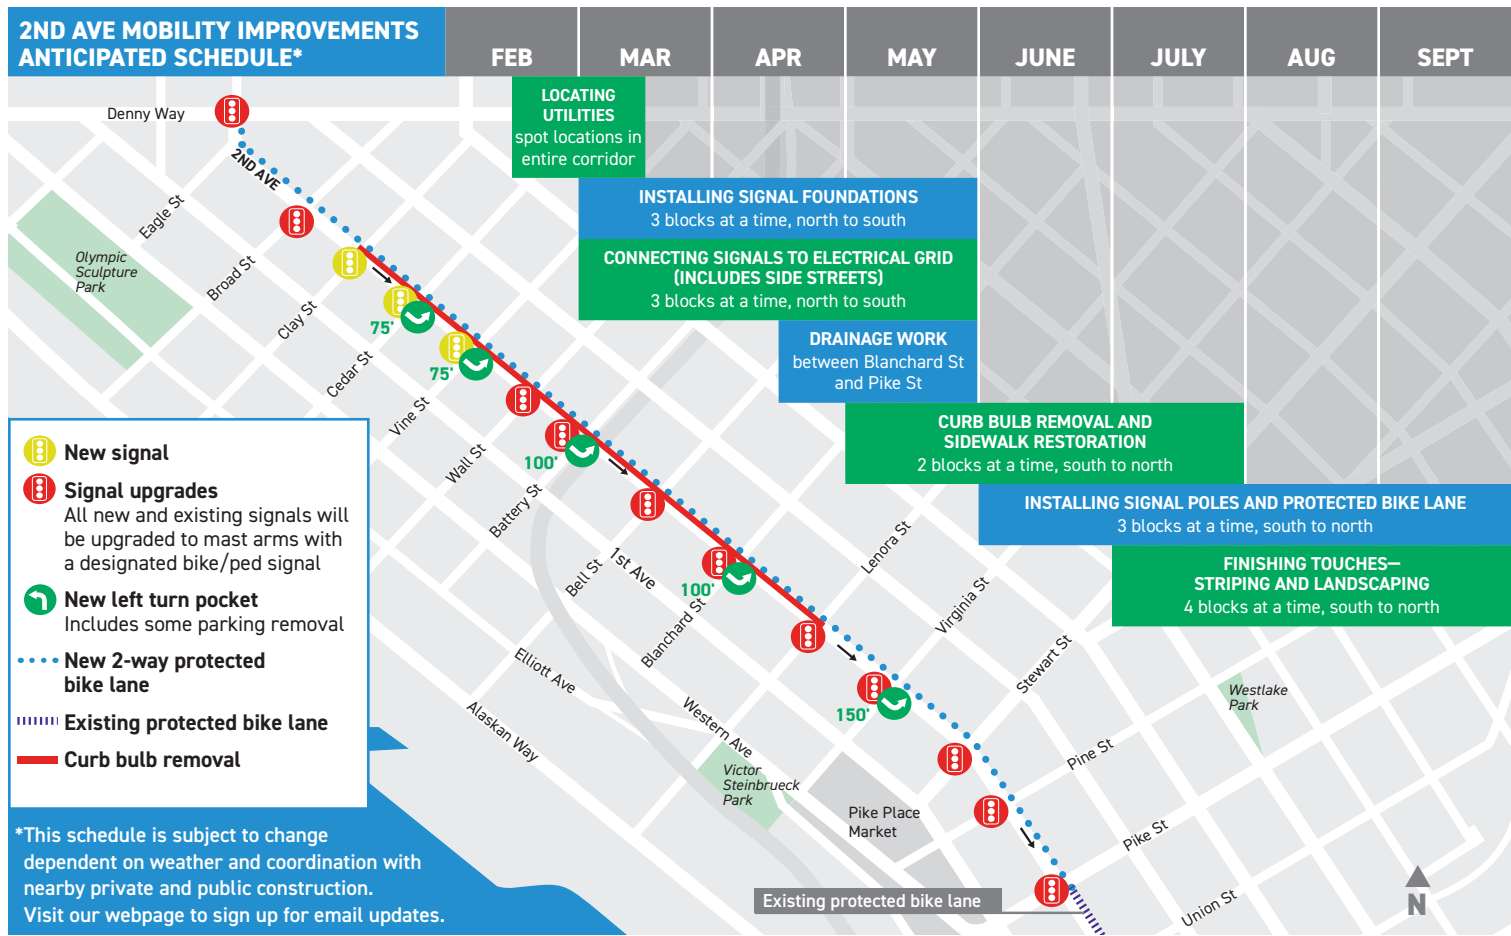 2ND AVE MOBILITY IMPROVEMENTS
ANTICIPATED SCHEDULE*
FEB
MAR
APR
MAY
JUNE
JULY
AUG
SEPT
LOCATING
UTILITIES
spot locations in
entire corridor
INSTALLING SIGNAL FOUNDATIONS
3 blocks at a time, north to south
CONNECTING SIGNALS TO ELECTRICAL GRID
(INCLUDES SIDE STREETS)
3 blocks at a time, north to south
DRAINAGE WORK
between Blanchard St
and Pike St
CURB BULB REMOVAL AND
SIDEWALK RESTORATION
2 blocks at a time, south to north
INSTALLING SIGNAL POLES AND PROTECTED BIKE LANE
3 blocks at a time, south to north
FINISHING TOUCHES—
STRIPING AND LANDSCAPING
4 blocks at a time, south to north
Denny Way
2ND AVE
Eagle St
Olympic
Sculpture
Park
Broad St
Clay St
75'
Cedar St
75'
Vine St
Wall St
100'
Battery St
Bell St
1st Ave
100'
Blanchard St
Lenora St
Virginia St
Stewart St
Elliott Ave
Alaskan Way
Western Ave
150'
Westlake
Park
Pine St
Victor
Steinbrueck
Park
Pike Place
Market
Pike St
Union St
Existing protected bike lane
N
New signal
Signal upgrades
All new and existing signals will
be upgraded to mast arms with
a designated bike/ped signal
New left turn pocket
Includes some parking removal
New 2-way protected
bike lane
Existing protected bike lane
Curb bulb removal
*This schedule is subject to change
dependent on weather and coordination with
nearby private and public construction.
Visit our webpage to sign up for email updates.